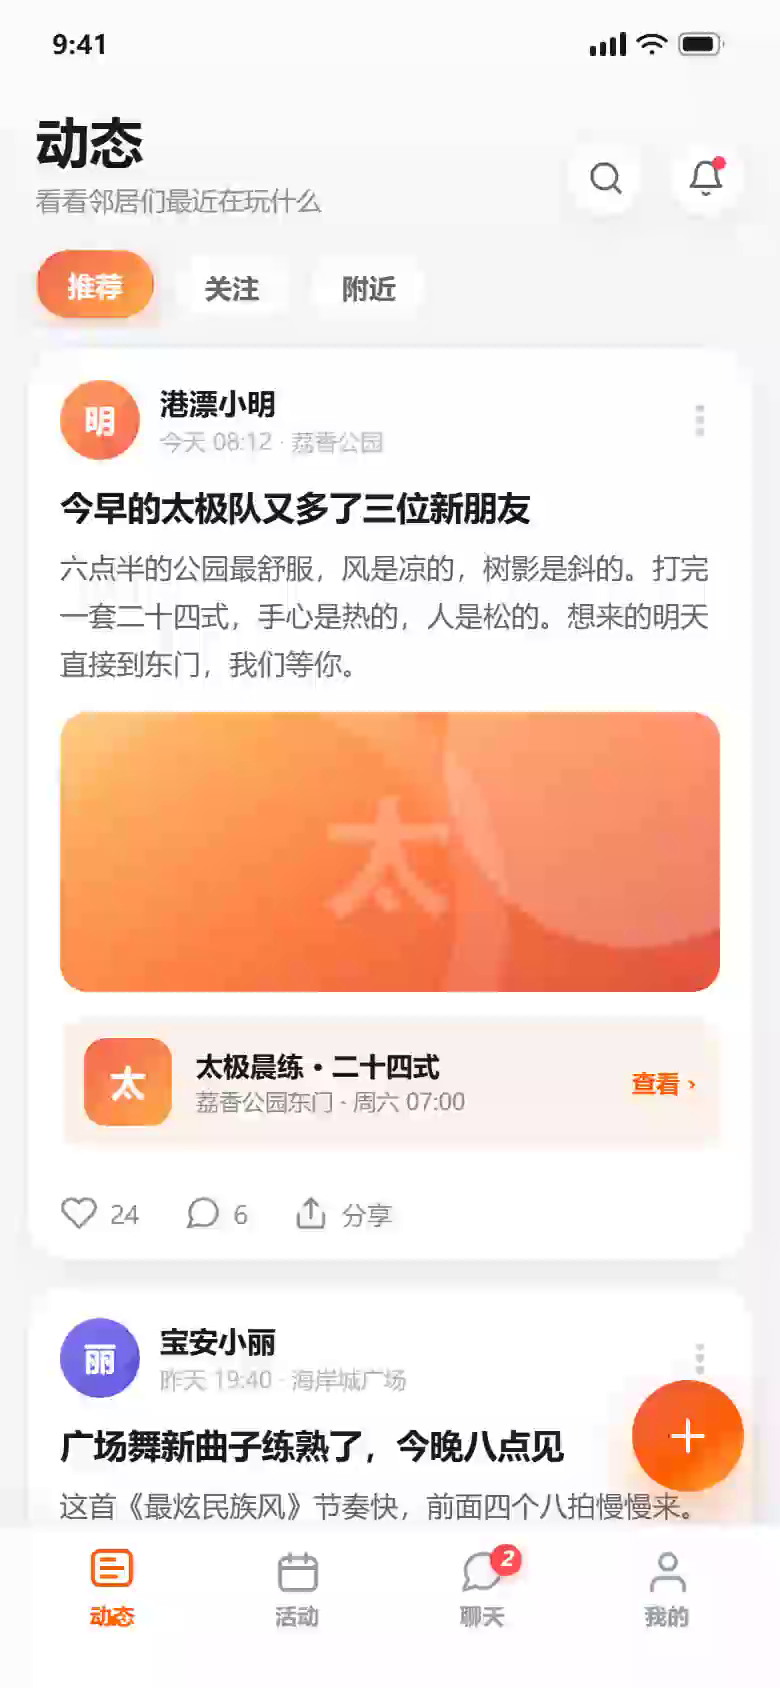 9:41
动态
看看邻居们最近在玩什么
推荐 关注 附近
明
港漂小明
今天 08:12 · 荔香公园
今早的太极队又多了三位新朋友
六点半的公园最舒服，风是凉的，树影是斜的。打完
一套二十四式，手心是热的，人是松的。想来的明天
直接到东门，我们等你。
太
太
太极晨练 · 二十四式
荔香公园东门 · 周六 07:00
查看 ›
24 6 分享
丽
宝安小丽
昨天 19:40 · 海岸城广场
广场舞新曲子练熟了，今晚八点见
这首《最炫民族风》节奏快，前面四个八拍慢慢来。
2
动态 活动 聊天 我的